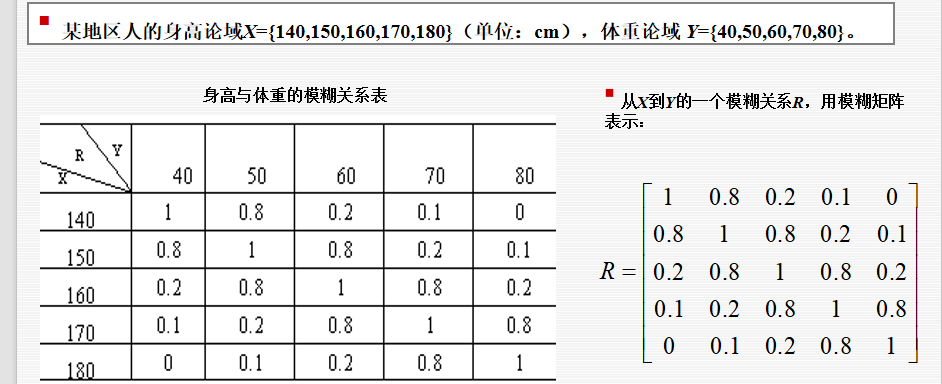 某地区人的身高论域X={140,150,160,170,180}（单位：cm），体重论域 Y={40,50,60,70,80}。
身高与体重的模糊关系表
R Y
X 40 50 60 70 80
140 1 0.8 0.2 0.1 0
150 0.8 1 0.8 0.2 0.1
160 0.2 0.8 1 0.8 0.2
170 0.1 0.2 0.8 1 0.8
180 0 0.1 0.2 0.8 1
从X到Y的一个模糊关系R，用模糊矩阵
表示：
1 0.8 0.2 0.1 0
0.8 1 0.8 0.2 0.1
R = 0.2 0.8 1 0.8 0.2
0.1 0.2 0.8 1 0.8
0 0.1 0.2 0.8 1